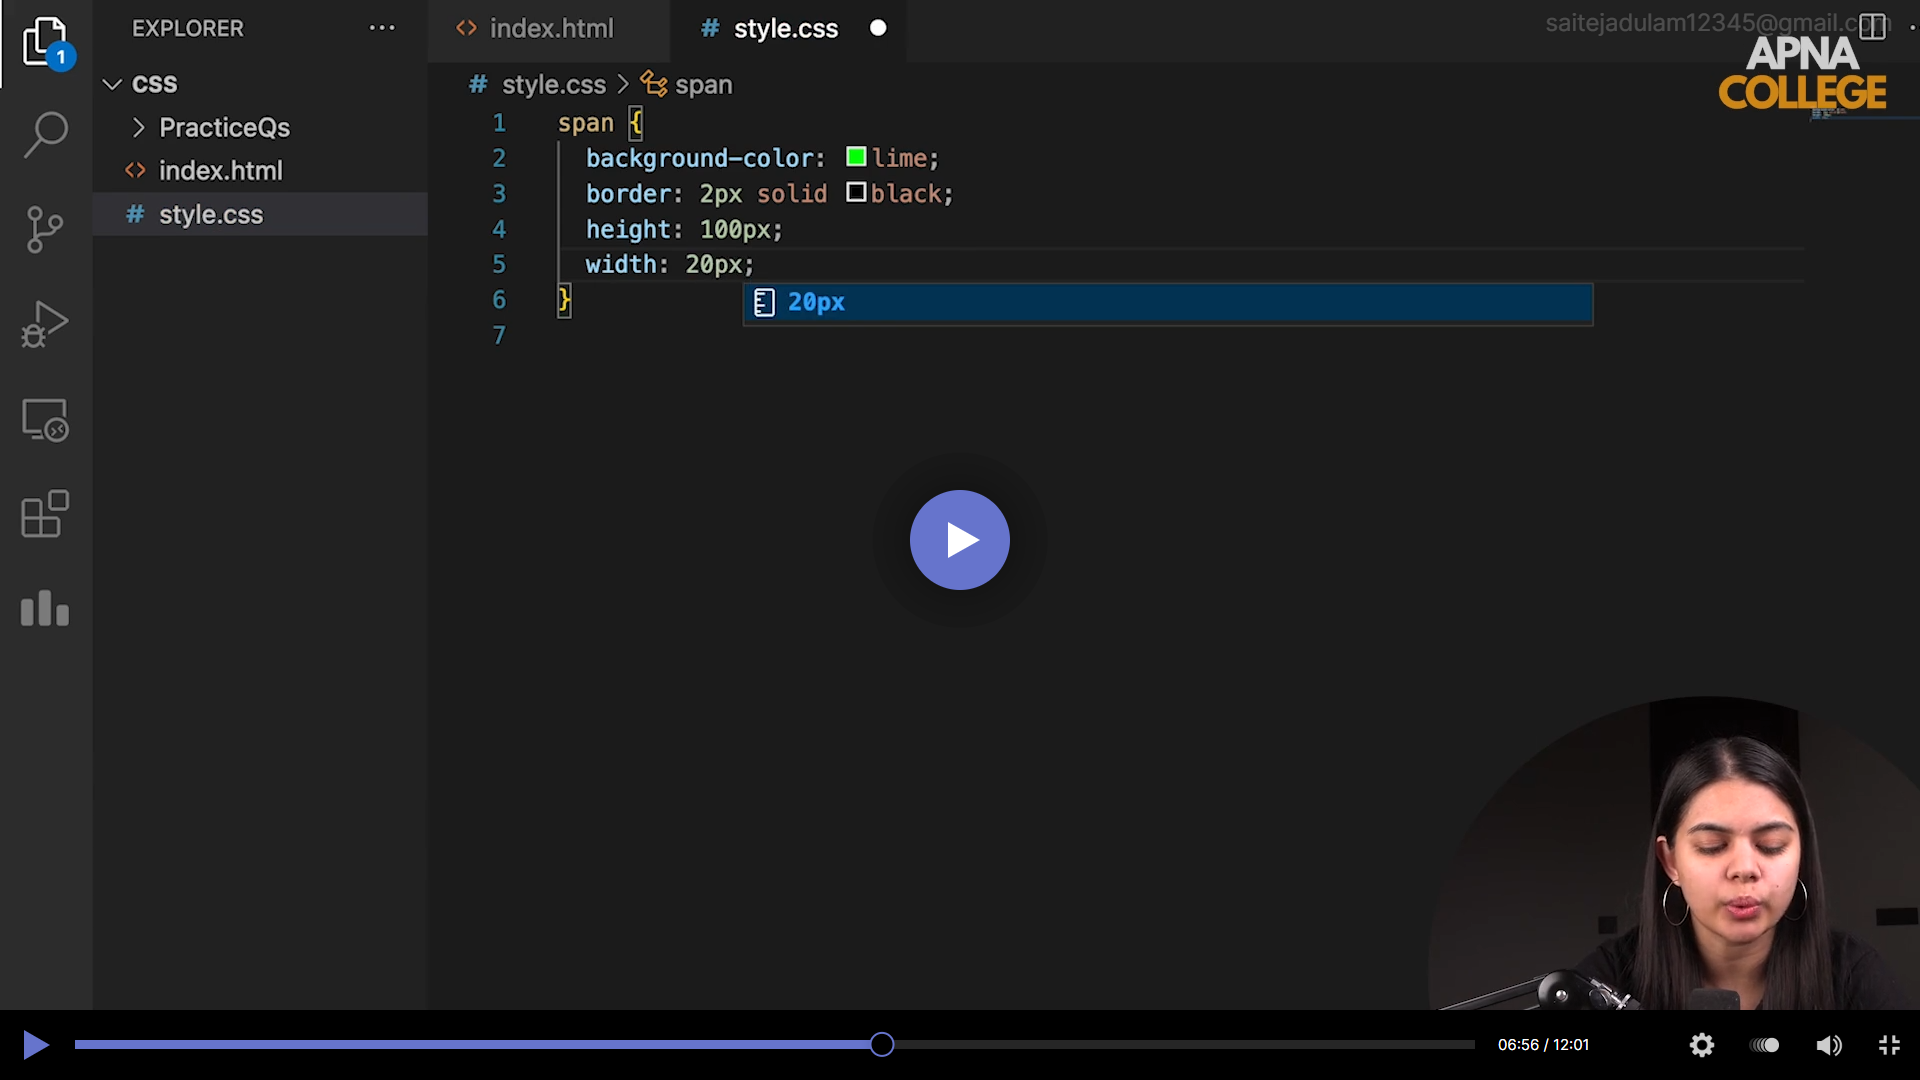 EXPLORER
index.html
# style.css
saitejadulam12345@gmail.com
APNA
COLLEGE
1
CSS
# style.css > span
PracticeQs
index.html
# style.css
1 span {
2 background-color: lime;
3 border: 2px solid black;
4 height: 100px;
5 width: 20px;
6 }
20px
7
06:56 / 12:01